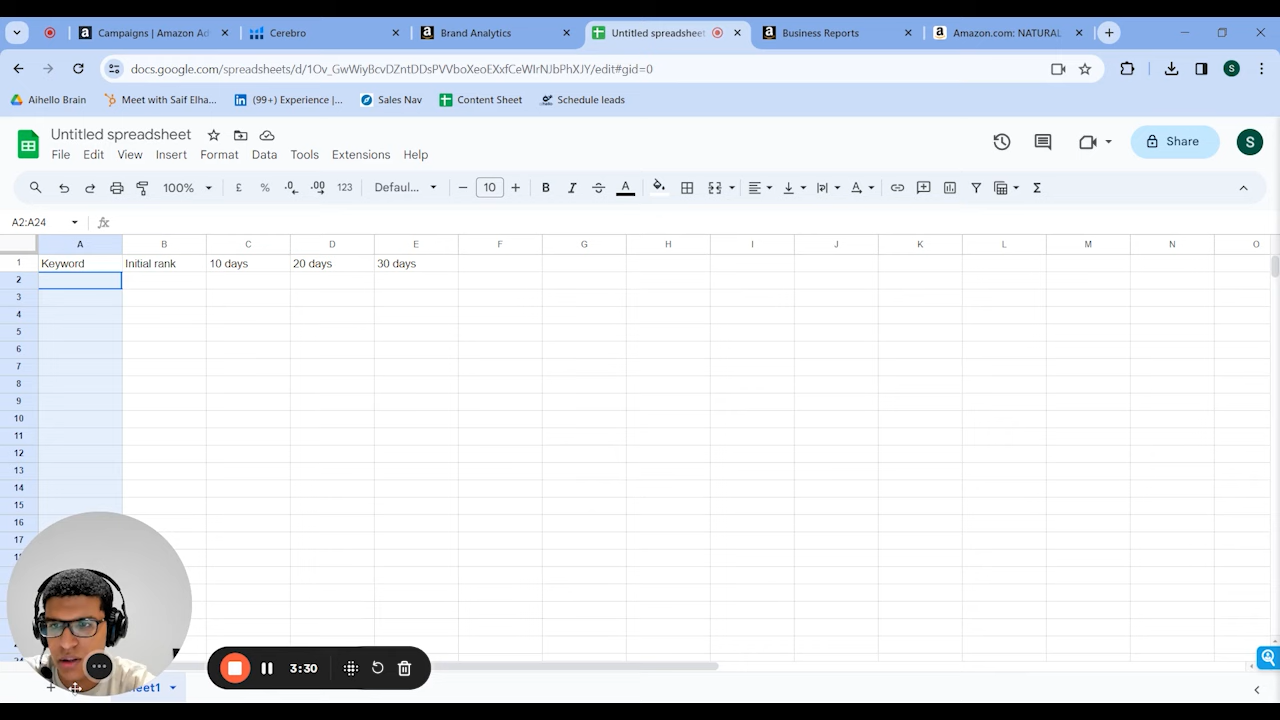 Campaigns | Amazon Ad
Cerebro
Brand Analytics
Untitled spreadsheet
Business Reports
Amazon.com: NATURAL
docs.google.com/spreadsheets/d/
Aihello Brain
Meet with Saif Elha...
(99+) Experience |...
Sales Nav
Content Sheet
Schedule leads
Untitled spreadsheet
File Edit View Insert Format Data Tools Extensions Help
Share
S
100%
£ % .0 .00 123
Defaul...
10
B I S A
A2:A24
fx
A B C D E F G H I J K L M N O
1 Keyword Initial rank 10 days 20 days 30 days
2
3
4
5
6
7
8
9
10
11
12
13
14
15
16
17
3:30